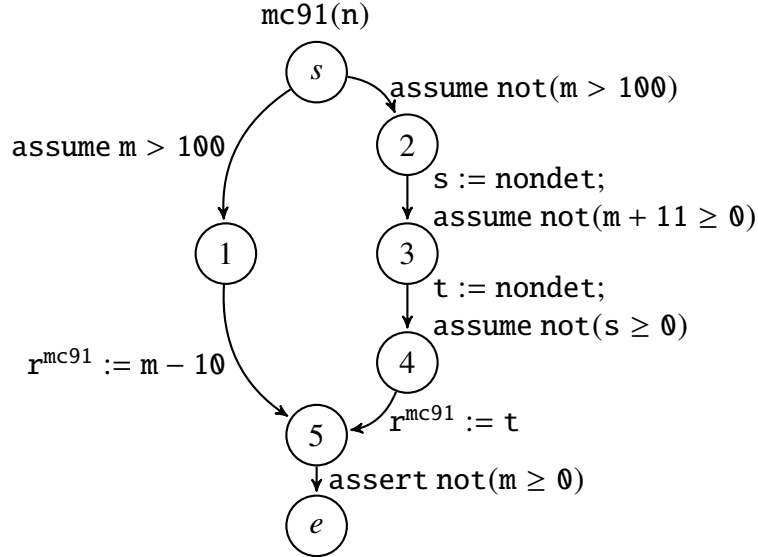 mc91(n)
s
assume not(m > 100)
assume m > 100
2
s := nondet;
assume not(m + 11 ≥ 0)
1
3
t := nondet;
assume not(s ≥ 0)
r^mc91 := m − 10
4
r^mc91 := t
5
assert not(m ≥ 0)
e